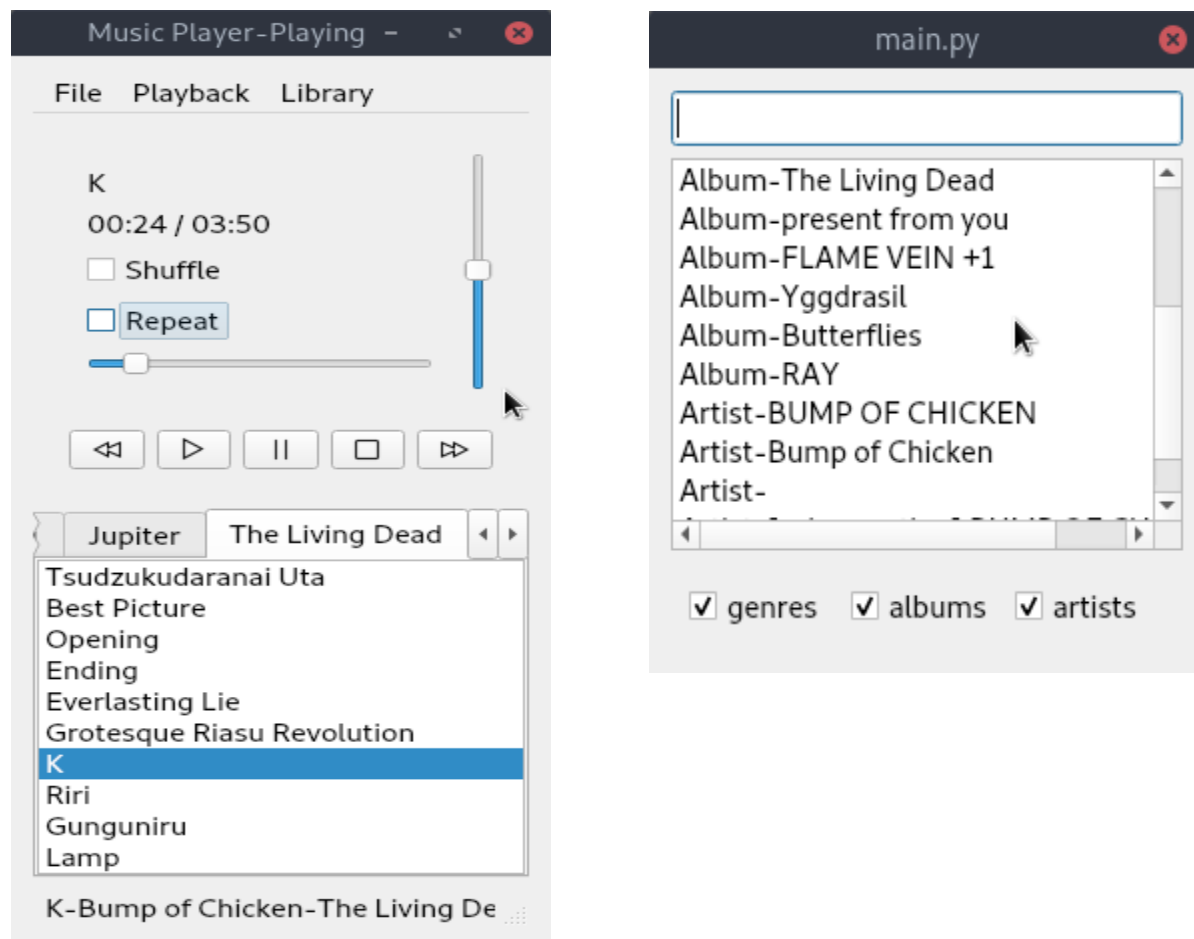 Music Player-Playing
File Playback Library
K
00:24 / 03:50
Shuffle
Repeat
Jupiter The Living Dead
Tsudzukudaranai Uta
Best Picture
Opening
Ending
Everlasting Lie
Grotesque Riasu Revolution
K
Riri
Gunguniru
Lamp
K-Bump of Chicken-The Living De
main.py
Album-The Living Dead
Album-present from you
Album-FLAME VEIN +1
Album-Yggdrasil
Album-Butterflies
Album-RAY
Artist-BUMP OF CHICKEN
Artist-Bump of Chicken
Artist-
genres albums artists